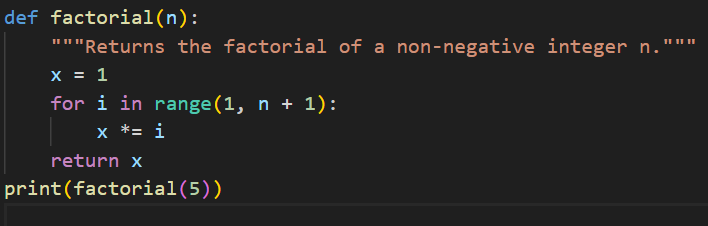 def factorial(n):
    """Returns the factorial of a non-negative integer n."""
    x = 1
    for i in range(1, n + 1):
        x *= i
    return x
print(factorial(5))